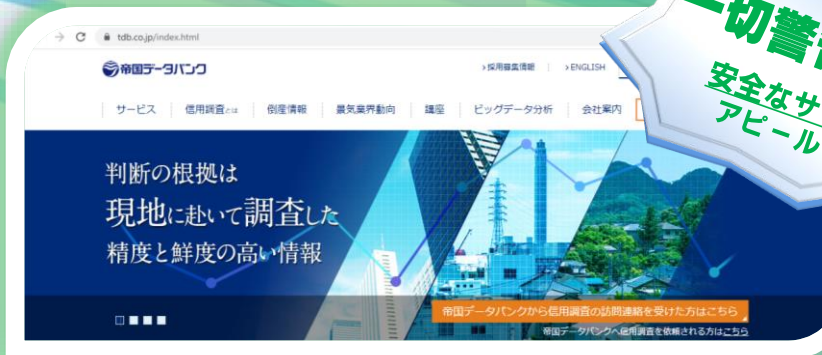 tdb.co.jp/index.html
帝国データバンク
>採用募集情報
>ENGLISH
サービス
信用調査とは
倒産情報
景気業界動向
講座
ビッグデータ分析
会社案内
判断の根拠は
現地に赴いて調査した
精度と鮮度の高い情報
帝国データバンクから信用調査の訪問連絡を受けた方はこちら
帝国データバンクへ信用調査を依頼される方はこちら
切警
安全なサ
アピール